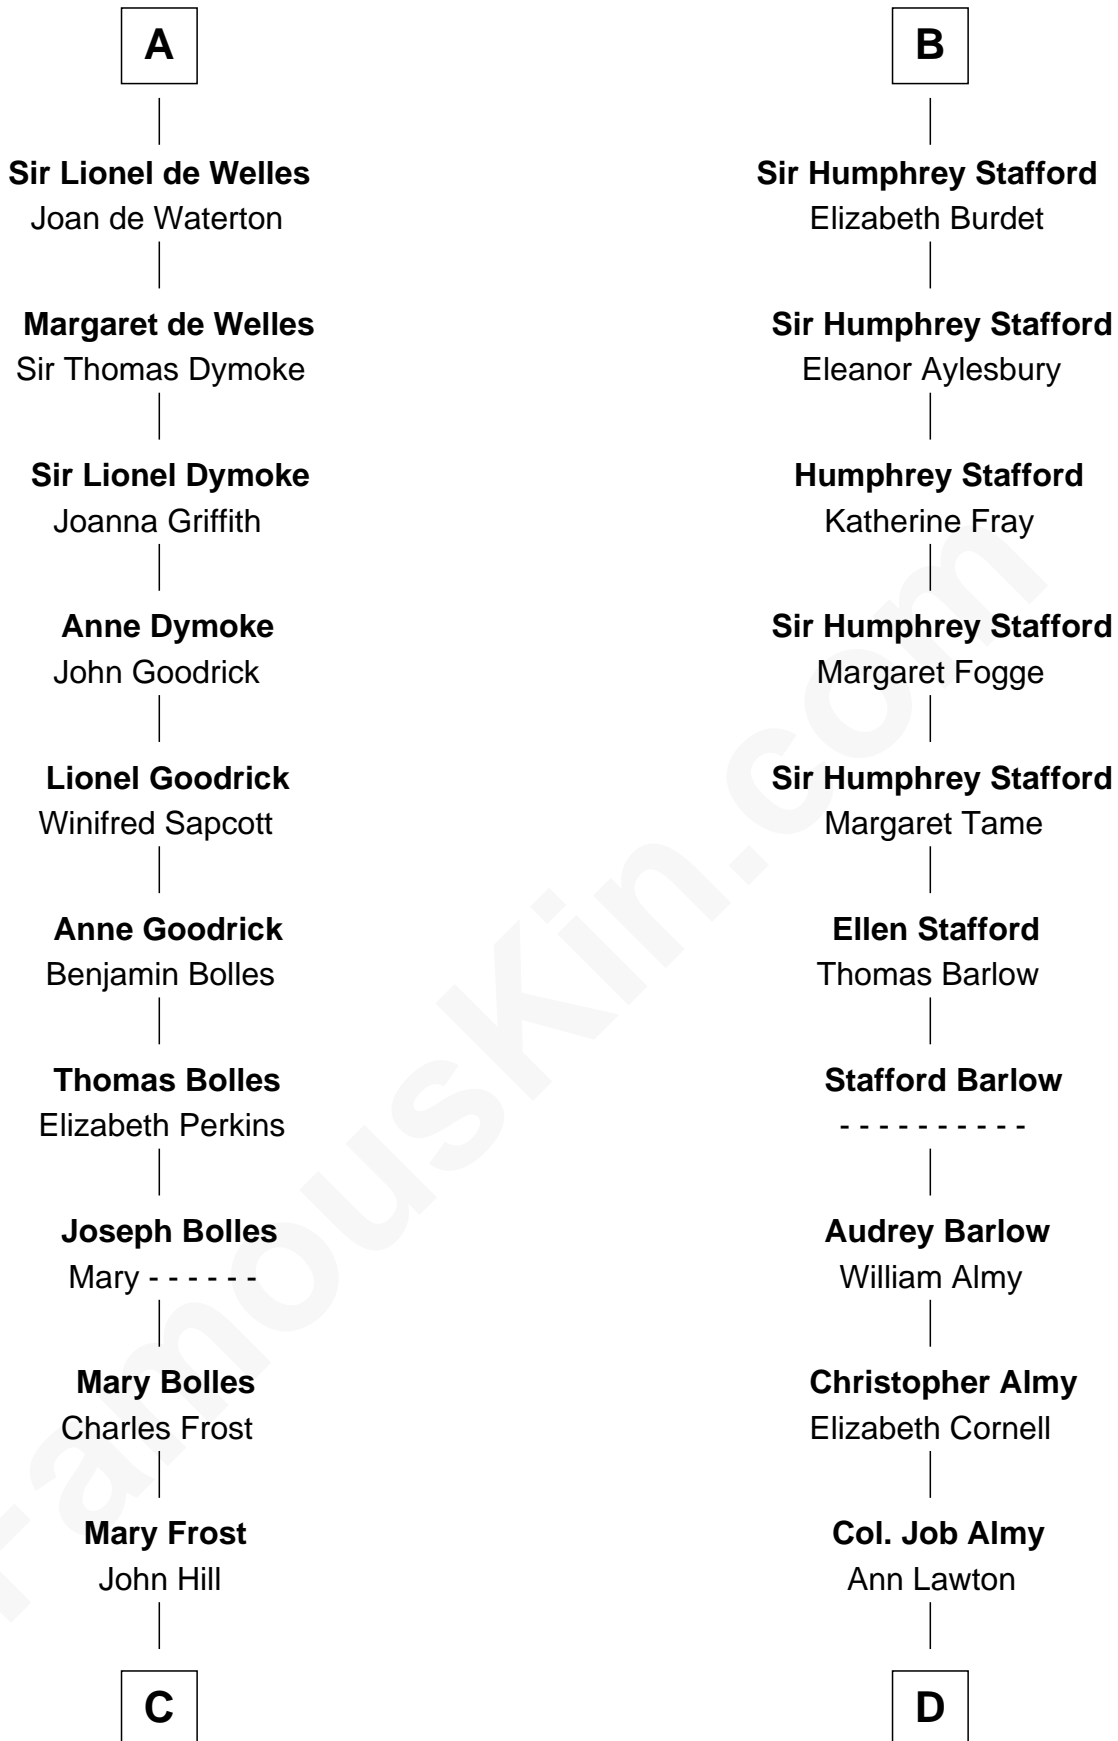 A
Sir Lionel de Welles
Joan de Waterton
Margaret de Welles
Sir Thomas Dymoke
Sir Lionel Dymoke
Joanna Griffith
Anne Dymoke
John Goodrick
Lionel Goodrick
Winifred Sapcott
Anne Goodrick
Benjamin Bolles
Thomas Bolles
Elizabeth Perkins
Joseph Bolles
Mary - - - - - -
Mary Bolles
Charles Frost
Mary Frost
John Hill
C
B
Sir Humphrey Stafford
Elizabeth Burdet
Sir Humphrey Stafford
Eleanor Aylesbury
Humphrey Stafford
Katherine Fray
Sir Humphrey Stafford
Margaret Fogge
Sir Humphrey Stafford
Margaret Tame
Ellen Stafford
Thomas Barlow
Stafford Barlow
- - - - - - - - - -
Audrey Barlow
William Almy
Christopher Almy
Elizabeth Cornell
Col. Job Almy
Ann Lawton
D
FamousKin.com